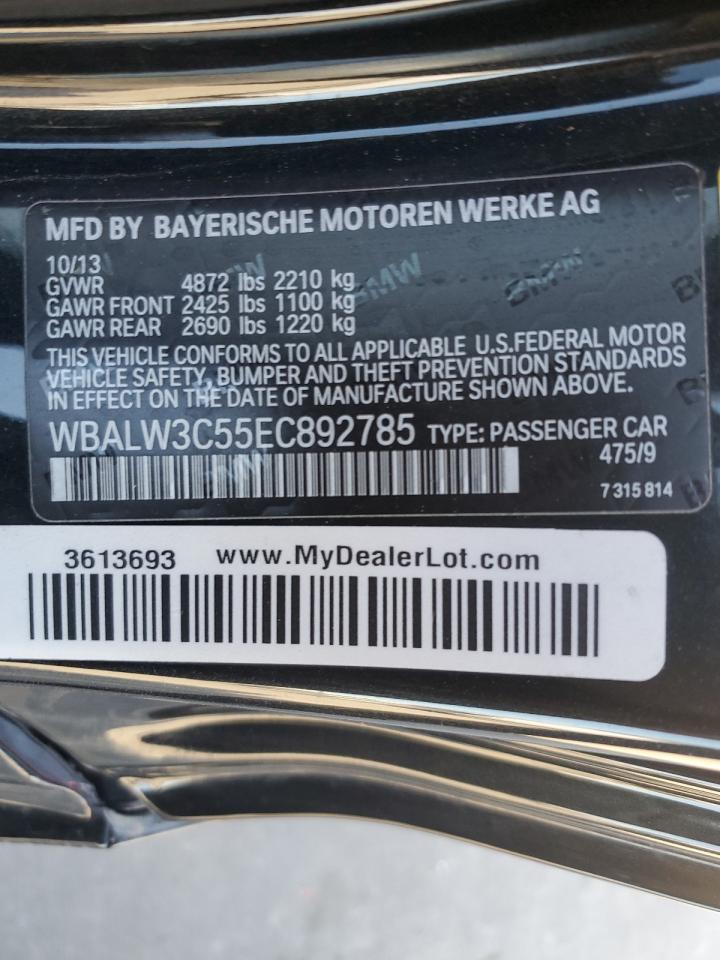 MFD BY BAYERISCHE MOTOREN WERKE AG
10/13
GVWR 4872 lbs 2210 kg
GAWR FRONT 2425 lbs 1100 kg
GAWR REAR 2690 lbs 1220 kg
THIS VEHICLE CONFORMS TO ALL APPLICABLE U.S.FEDERAL MOTOR
VEHICLE SAFETY, BUMPER AND THEFT PREVENTION STANDARDS
IN EFFECT ON THE DATE OF MANUFACTURE SHOWN ABOVE.
WBALW3C55EC892785 TYPE: PASSENGER CAR
475/9
7 315 814
3613693 www.MyDealerLot.com